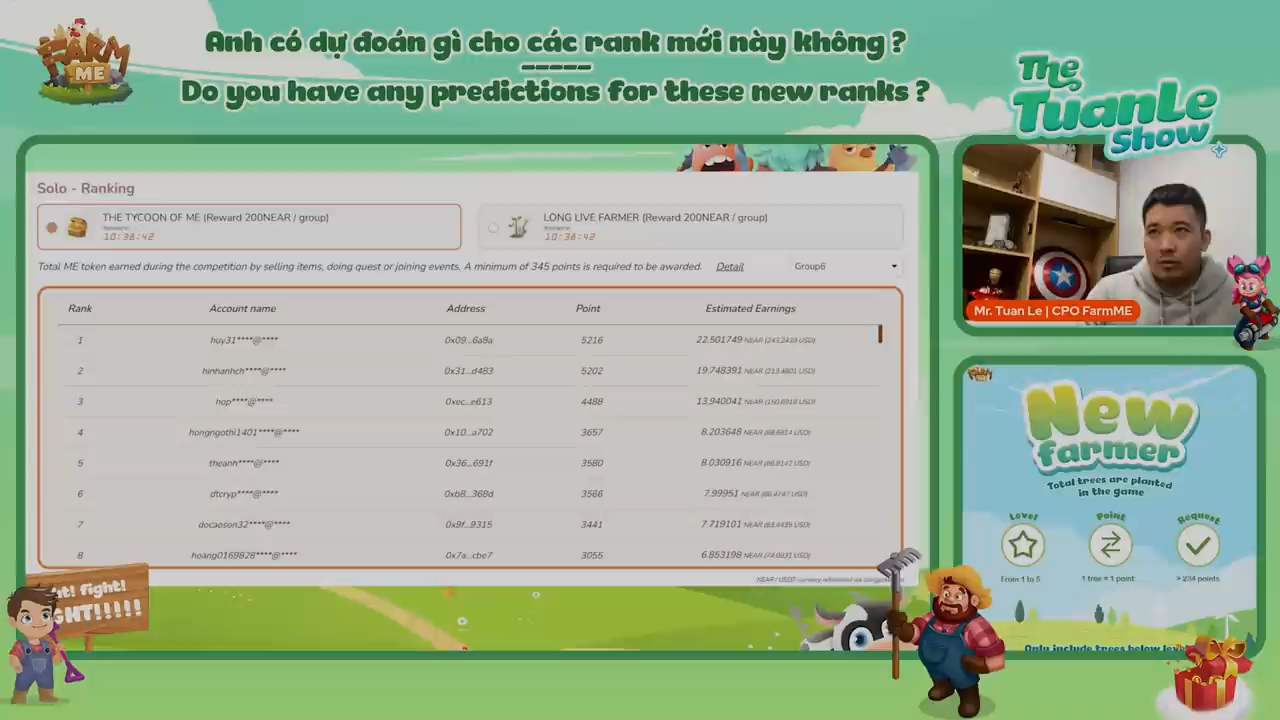 FARM
ME
Anh có dự đoán gì cho các rank mới này không ?
Do you have any predictions for these new ranks ?
The
TuanLe
Show
Solo - Ranking
THE TYCOON OF ME (Reward 200NEAR / group)
10:38:42
LONG LIVE FARMER (Reward 200NEAR / group)
10:38:42
Total ME token earned during the competition by selling items, doing quest or joining events. A minimum of 345 points is required to be awarded. Detail Group6
Rank Account name Address Point Estimated Earnings
1 huy31****@**** 0x09...6a8a 5216 22.501749 NEAR
2 hinhanhch****@**** 0x31...d483 5202 19.748391 NEAR
3 hop****@**** 0xec...e613 4488 13.940041 NEAR
4 hongngothi1401****@**** 0x10...a702 3657 8.203648 NEAR
5 theanh****@**** 0x36...691f 3580 8.030916 NEAR
6 dtcryp****@**** 0xb8...368d 3566 7.99951 NEAR
7 docaoson32****@**** 0x9f...9315 3441 7.719101 NEAR
8 hoang0169828****@**** 0x7a...cbe7 3055 6.853198 NEAR
Mr. Tuan Le | CPO FarmME
New
farmer
Total trees are planted
in the game
Level Point Request
From 1 to 5 1 tree = 1 point > 234 points
Only include trees below
fight!
GHT!!!!!